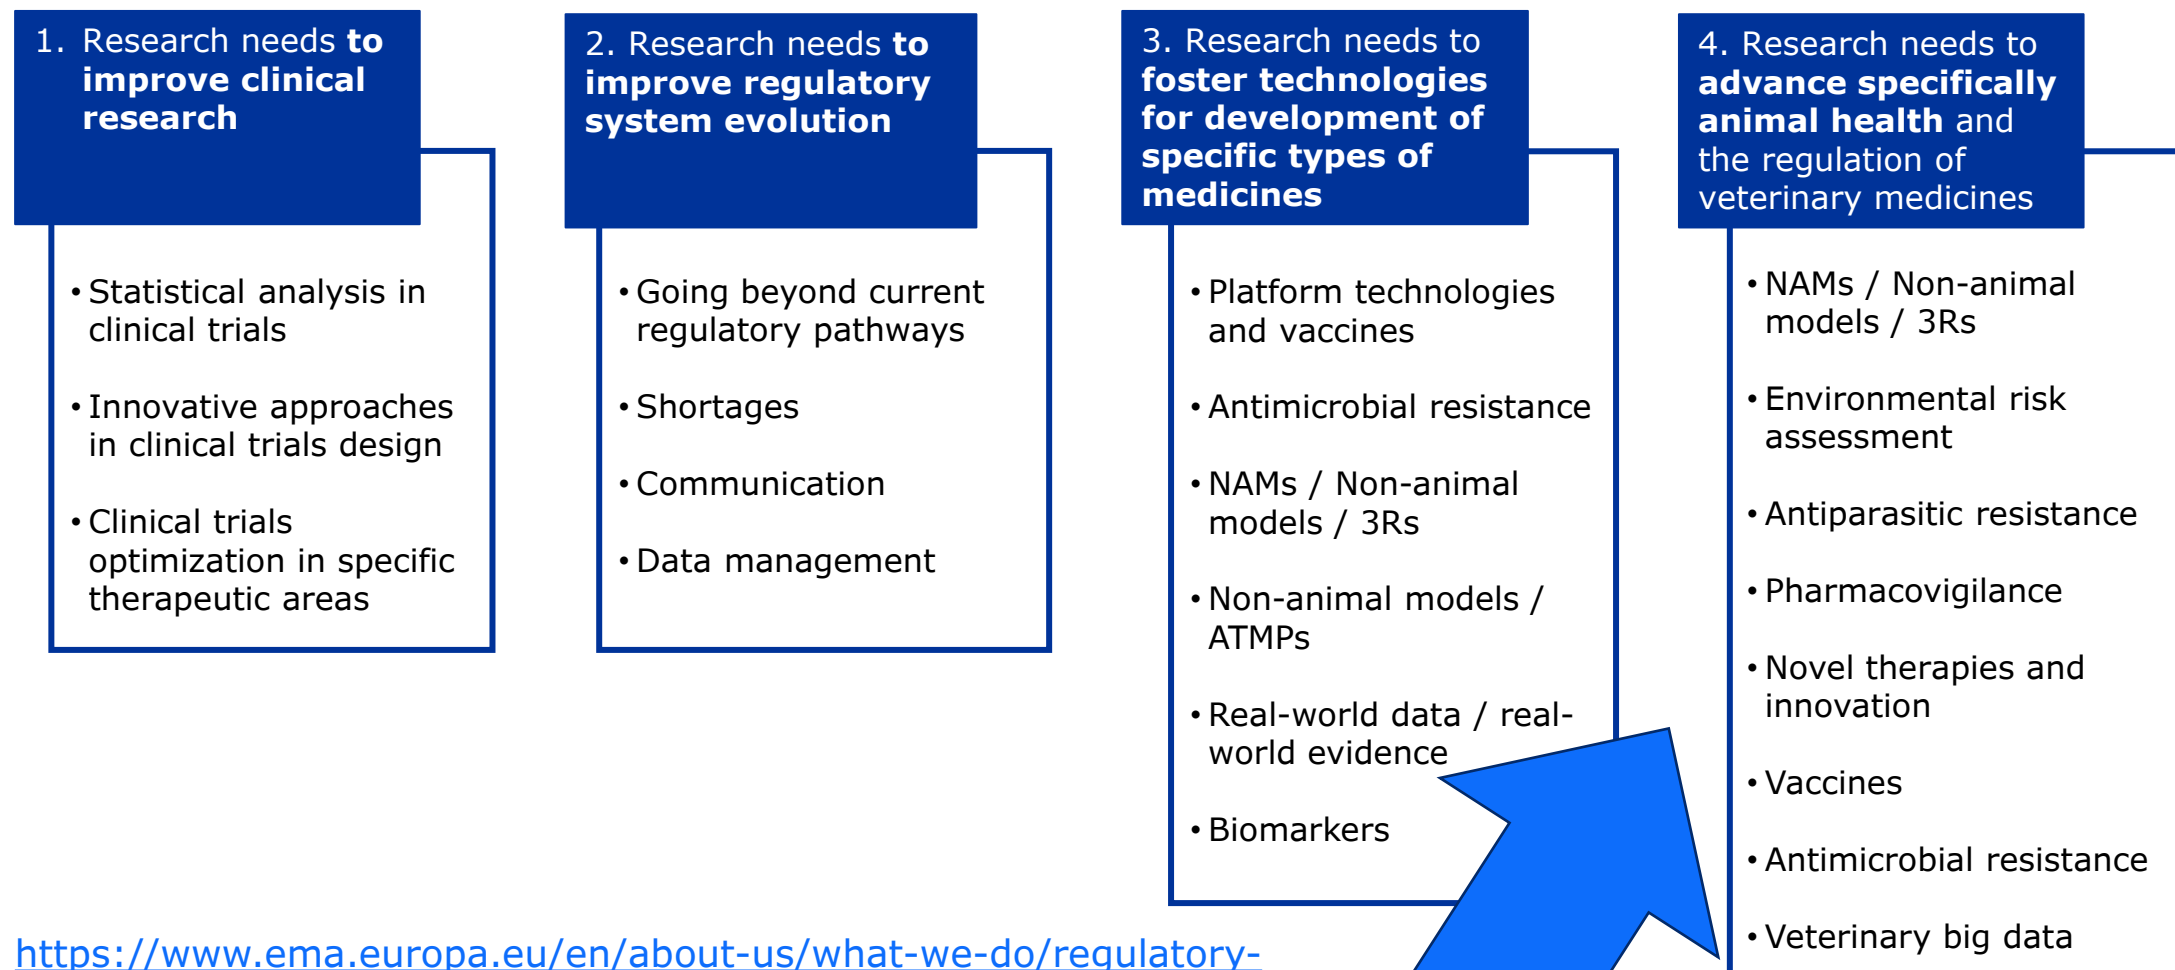 1. Research needs to
improve clinical
research
• Statistical analysis in
clinical trials
• Innovative approaches
in clinical trials design
• Clinical trials
optimization in specific
therapeutic areas
2. Research needs to
improve regulatory
system evolution
• Going beyond current
regulatory pathways
• Shortages
• Communication
• Data management
3. Research needs to
foster technologies
for development of
specific types of
medicines
• Platform technologies
and vaccines
• Antimicrobial resistance
• NAMs / Non-animal
models / 3Rs
• Non-animal models /
ATMPs
• Real-world data / real-
world evidence
• Biomarkers
4. Research needs to
advance specifically
animal health and
the regulation of
veterinary medicines
• NAMs / Non-animal
models / 3Rs
• Environmental risk
assessment
• Antiparasitic resistance
• Pharmacovigilance
• Novel therapies and
innovation
• Vaccines
• Antimicrobial resistance
• Veterinary big data
https://www.ema.europa.eu/en/about-us/what-we-do/regulatory-